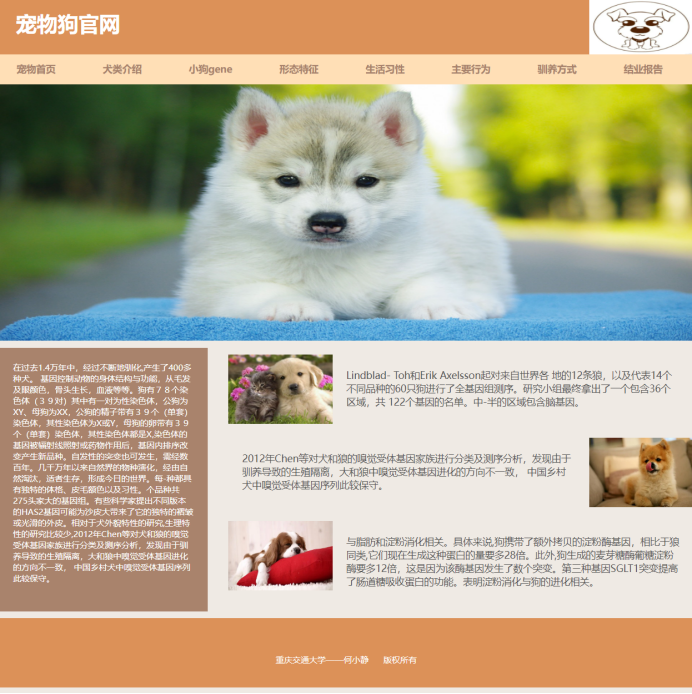 宠物狗官网
宠物首页 犬类介绍 小狗gene 形态特征 生活习性 主要行为 驯养方式 结业报告
在过去1.4万年中，经过不断地驯化,产生了400多
种犬。 基因控制动物的身体结构与功能，从毛发
及眼颜色，骨头生长，血液等等。狗有７８个染
色体（３９对) 其中有一对为性染色体，公狗为
XY，母狗为XX，公狗的精子带有３９个 (单套)
染色体，其性染色体为X或Y，母狗的卵带有３９
个 (单套）染色体，其性染色体都是X,染色体的
基因被辐射线照射或药物作用后，基因内排序改
变产生新品种。自发性的突变也可发生，需经数
百年。几千万年以来自然界的物种演化，经由自
然淘汰，适者生存，形成今日的世界。每-种都具
有独特的体格、皮毛颜色以及习性。个品种共
275头家犬的基因组。有些科学家提出不同版本
的HAS2基因可能为沙皮犬带来了它的独特的褶皱
或光滑的外皮。相对于犬外貌特性的研究,生理特
性的研究比较少,2012年Chen等对犬和狼的嗅觉
受体基因家族进行分类及测序分析，发现由于驯
养导致的生殖隔离，大和狼中嗅觉受体基因进化
的方向不一致， 中国乡村犬中嗅觉受体基因序列
此较保守。
Lindblad- Toh和Erik Axelsson起对来自世界各 地的12条狼，以及代表14个
不同品种的60只狗进行了全基因组测序。研究小组最终拿出了一个包含36个
区域，共 122个基因的名单。中-半的区域包含脑基因。
2012年Chen等对犬和狼的嗅觉受体基因家族进行分类及测序分析，发现由于
驯养导致的生殖隔离，大和狼中嗅觉受体基因进化的方向不一致， 中国乡村
犬中嗅觉受体基因序列此较保守。
与脂肪和淀粉消化相关。具体来说,狗携带了额外拷贝的淀粉酶基因，相比于狼
同类,它们现在生成这种蛋白的量要多28倍。此外,狗生成的麦芽糖酶葡糖淀粉
酶要多12倍，这是因为该酶基因发生了数个突变。第三种基因SGLT1突变提高
了肠道糖吸收蛋白的功能。表明淀粉消化与狗的进化相关。
重庆交通大学——何小静 版权所有